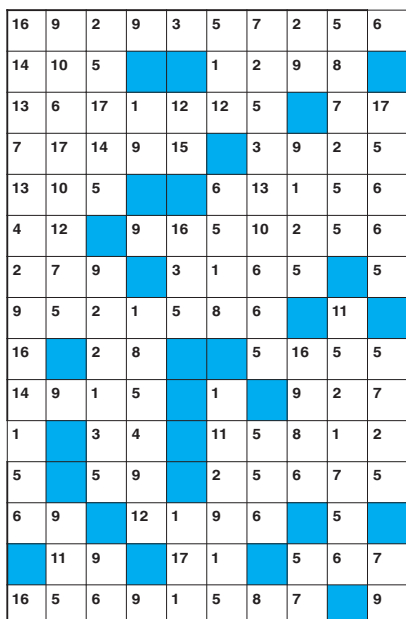 16 9 2 9 3 5 7 2 5 6
14 10 5 1 2 9 8
13 6 17 1 12 12 5 7 17
7 17 14 9 15 3 9 2 5
13 10 5 6 13 1 5 6
4 12 9 16 5 10 2 5 6
2 7 9 3 1 6 5 5
9 5 2 1 5 8 6 11
16 2 8 5 16 5 5
14 9 1 5 1 9 2 7
1 3 4 11 5 8 1 2
5 5 9 2 5 6 7 5
6 9 12 1 9 6 5
11 9 17 1 5 6 7
16 5 6 9 1 5 8 7 9